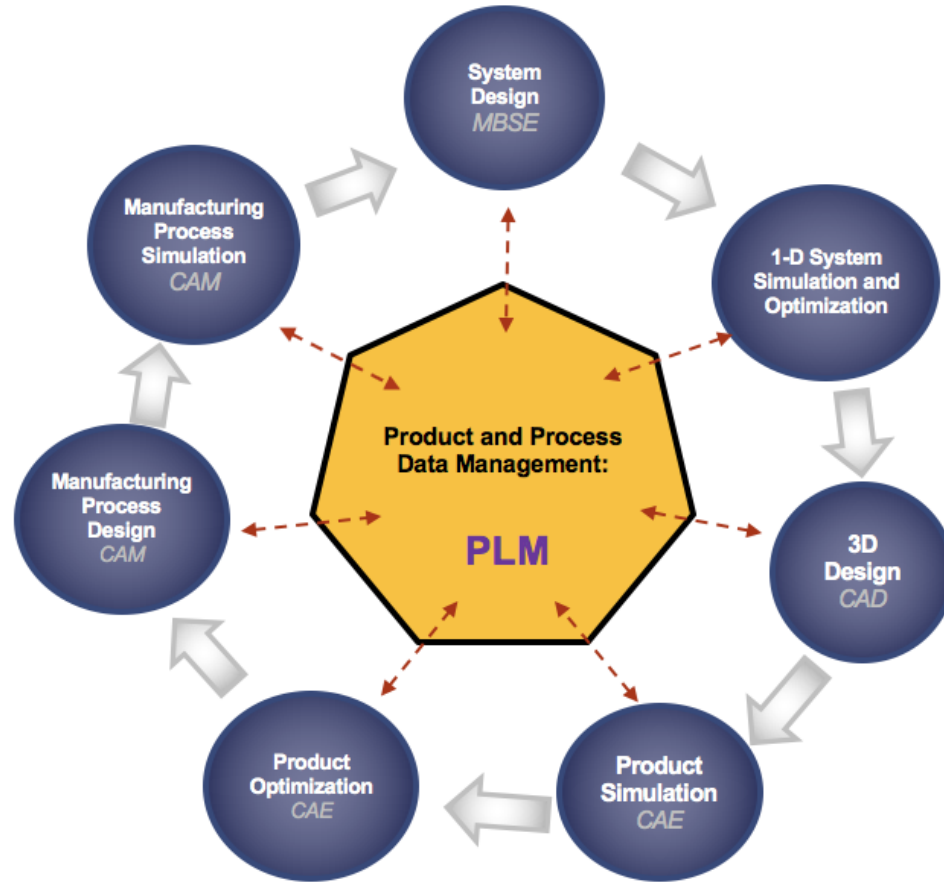 System
Design
MBSE
1-D System
Simulation and
Optimization
3D
Design
CAD
Product
Simulation
CAE
Product
Optimization
CAE
Manufacturing
Process
Design
CAM
Manufacturing
Process
Simulation
CAM
Product and Process
Data Management:
PLM